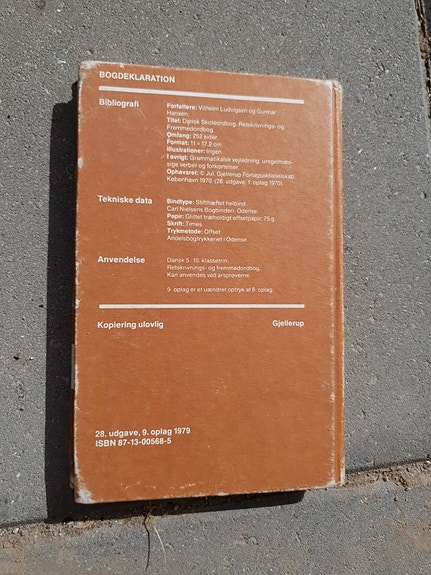 BOGDEKLARATION
Bibliografi
Forfattere: Vilhelm Ludvigsen og Gunnar
Hansen.
Titel: Dansk Skoleordbog. Retskrivnings- og
Fremmedordbog.
Omfang: 252 sider.
Format: 11 × 17,2 cm.
Illustrationer: Ingen.
I øvrigt: Grammatikalsk vejledning, uregelmæs-
sige verber og forkortelser.
Ophavsret: © Jul. Gjellerup Forlagsaktieselskab.
København 1970. (28. udgave, 1. oplag 1970).
Tekniske data
Bindtype: Stifthæftet helbind.
Carl Nielsens Bogbinderi, Odense.
Papir: Glittet træholdigt offsetpapir, 75 g.
Skrift: Times.
Trykmetode: Offset.
Andelsbogtrykkeriet i Odense.
Anvendelse
Dansk 5.-10. klassetrin.
Retskrivnings- og fremmedordbog.
Kan anvendes ved årsprøverne.
9. oplag er et uændret optryk af 8. oplag.
Kopiering ulovlig
Gjellerup
28. udgave, 9. oplag 1979
ISBN 87-13-00568-5